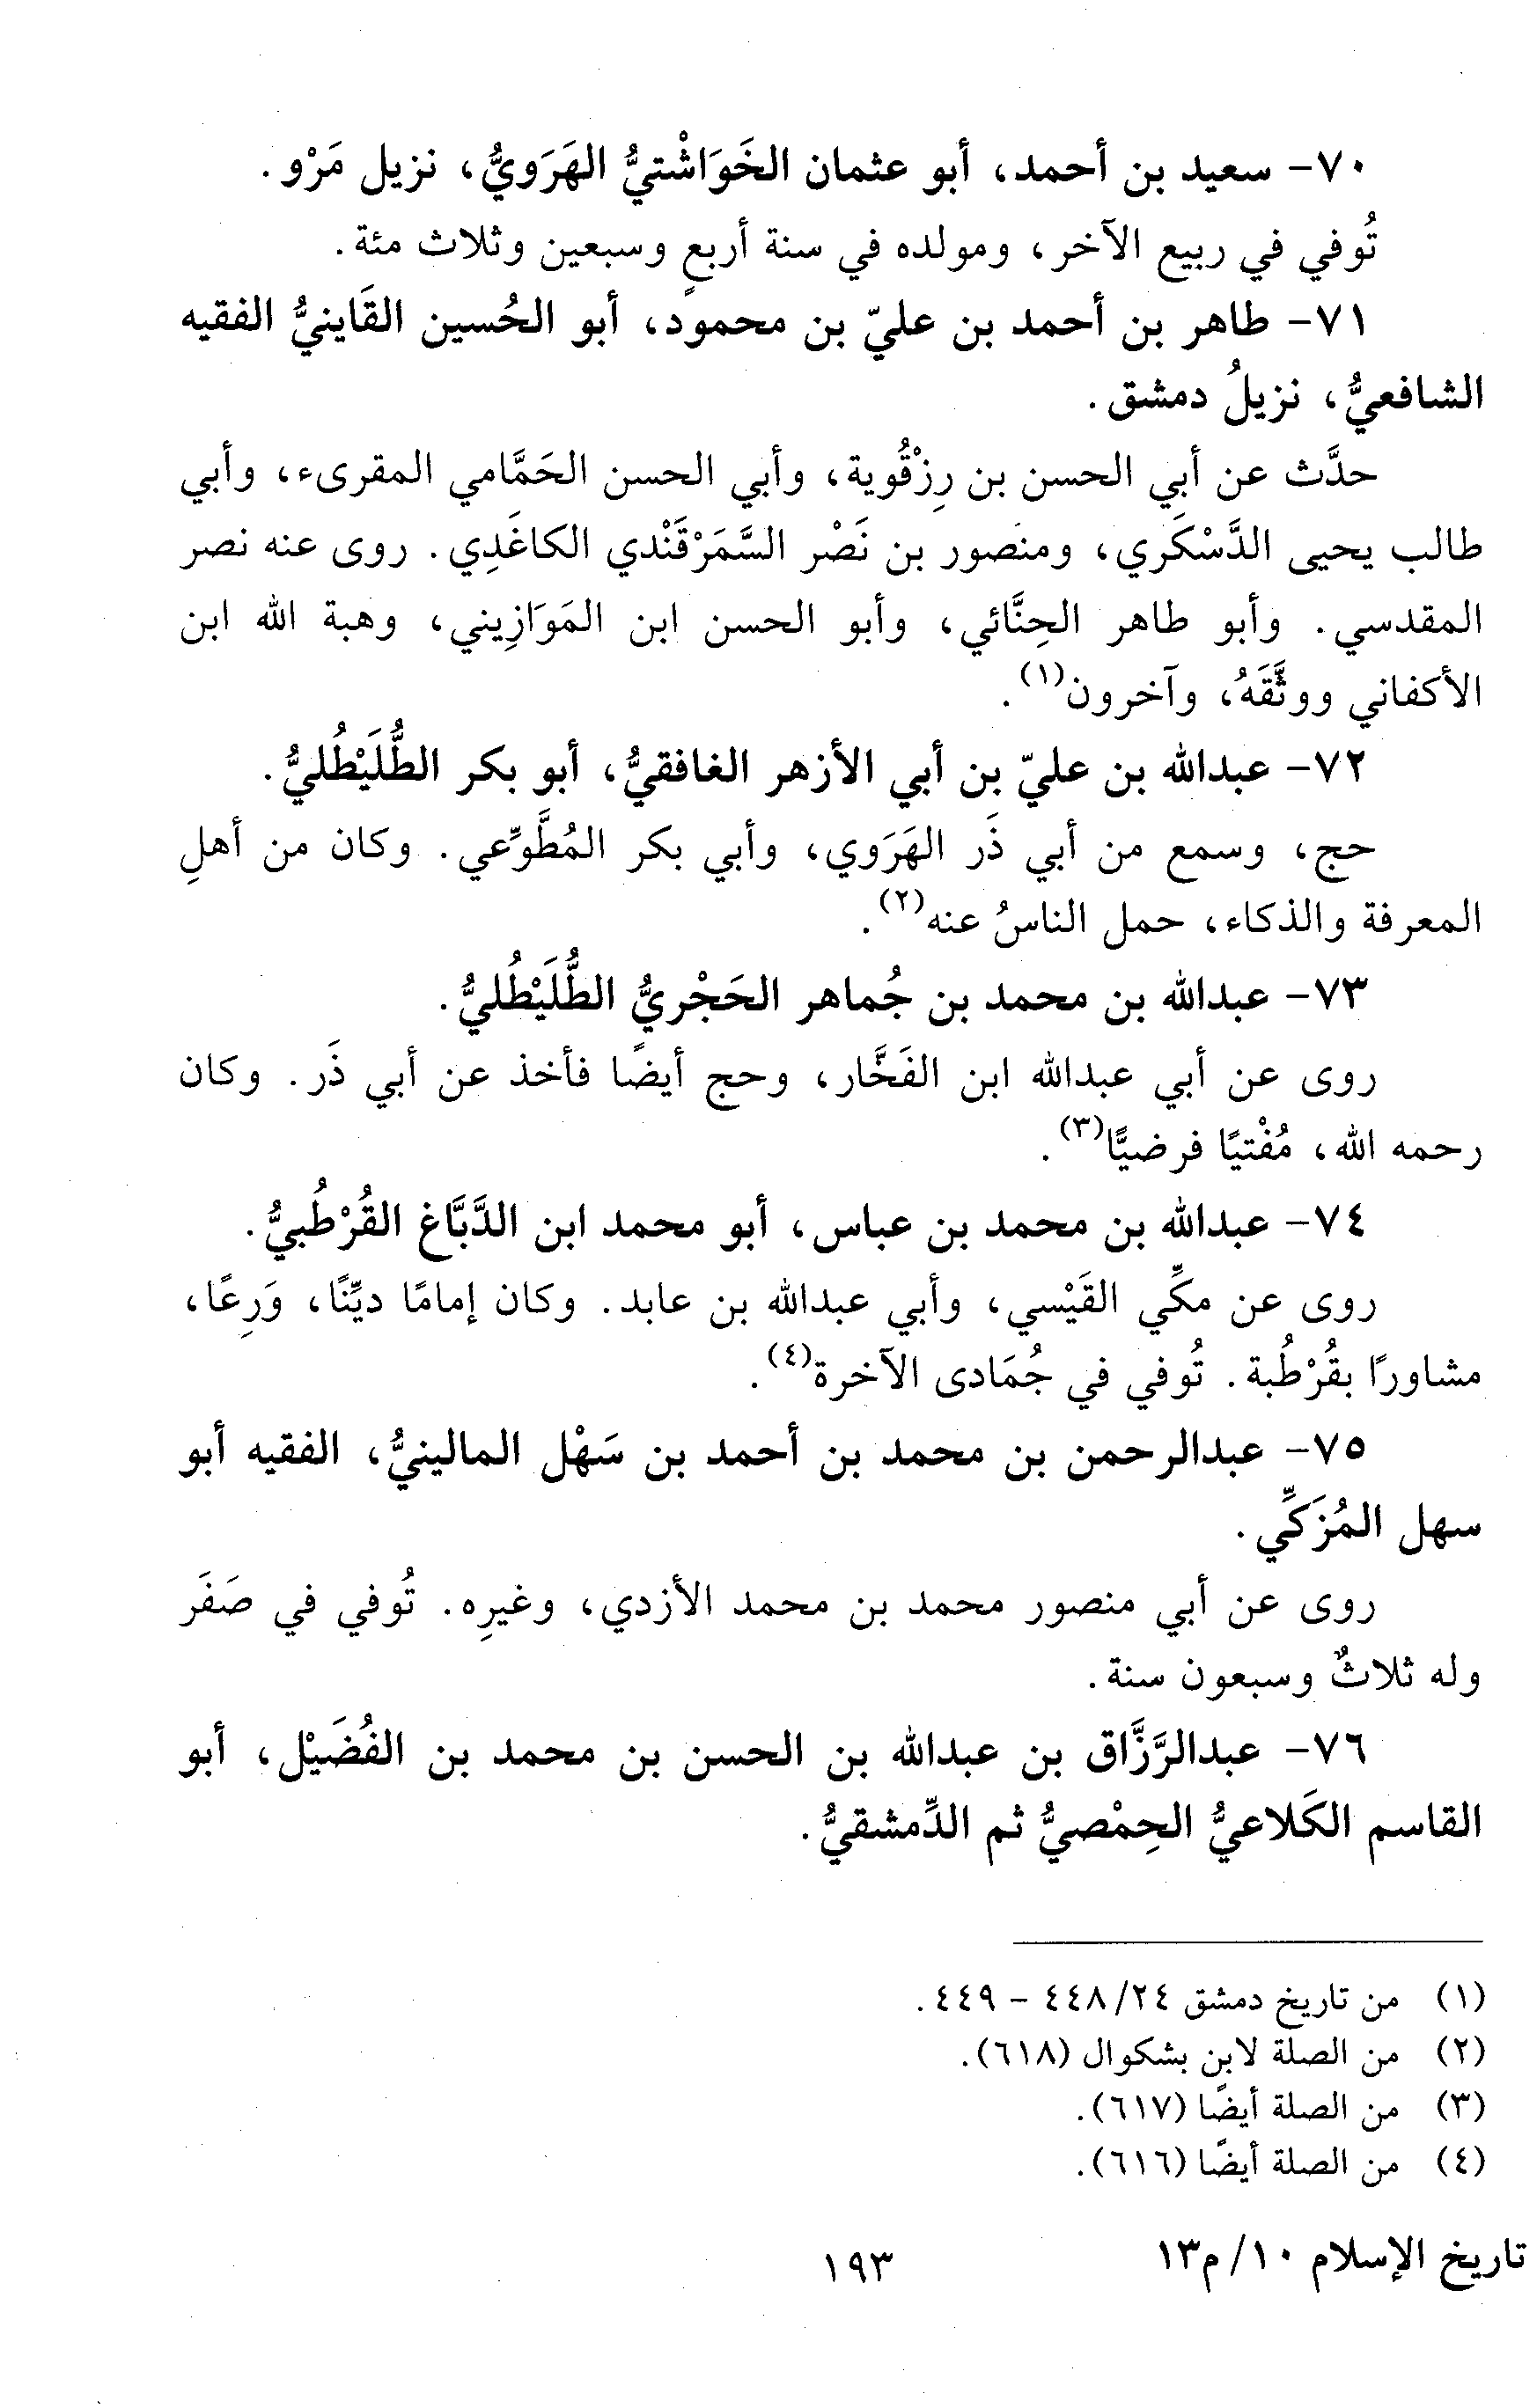 ٧٠- سعيد بن أحمد، أبو عثمان الخَوَاشْتيُّ الهَرَويُّ، نزيل مَرْو.
تُوفي في ربيع الآخر، ومولده في سنة أربعٍ وسبعين وثلاث مئة.
٧١- طاهر بن أحمد بن عليّ بن محمود، أبو الحُسين القَاينيُّ الفقيه
الشافعيُّ، نزيلُ دمشق.
حدَّث عن أبي الحسن بن رِزْقُوية، وأبي الحسن الحَمَّامي المقرىء، وأبي
طالب يحيى الدَّسْكَري، ومنصور بن نَصْر السَّمَرْقَنْدي الكاغَدِي. روى عنه نصر
المقدسي. وأبو طاهر الحِنَّائي، وأبو الحسن ابن المَوَازِيني، وهبة الله ابن
الأكفاني ووثَّقَهُ، وآخرون(١).
٧٢- عبدالله بن عليّ بن أبي الأزهر الغافقيُّ، أبو بكر الطُّلَيْطُليُّ.
حج، وسمع من أبي ذَر الهَرَوي، وأبي بكر المُطَّوِّعي. وكان من أهلِ
المعرفة والذكاء، حمل الناسُ عنه(٢).
٧٣- عبدالله بن محمد بن جُماهر الحَجْريُّ الطُّلَيْطُليُّ.
روى عن أبي عبدالله ابن الفَخَّار، وحج أيضًا فأخذ عن أبي ذَر. وكان
رحمه الله، مُفْتيًا فرضيًّا(٣).
٧٤- عبدالله بن محمد بن عباس، أبو محمد ابن الدَّبَّاغ القُرْطُبيُّ.
روى عن مكِّي القَيْسي، وأبي عبدالله بن عابد. وكان إمامًا ديِّنًا، وَرِعًا،
مشاورًا بقُرْطُبة. تُوفي في جُمَادى الآخرة(٤).
٧٥- عبدالرحمن بن محمد بن أحمد بن سَهْل المالينيُّ، الفقيه أبو
سهل المُزَكِّي.
روى عن أبي منصور محمد بن محمد الأزدي، وغيرِه. تُوفي في صَفَر
وله ثلاثٌ وسبعون سنة.
٧٦- عبدالرَّزَّاق بن عبدالله بن الحسن بن محمد بن الفُضَيْل، أبو
القاسم الكَلاعيُّ الحِمْصيُّ ثم الدِّمشقيُّ.
(١) من تاريخ دمشق ٢٤/ ٤٤٨ - ٤٤٩.
(٢) من الصلة لابن بشكوال (٦١٨).
(٣) من الصلة أيضًا (٦١٧).
(٤) من الصلة أيضًا (٦١٦).
تاريخ الإسلام ١٠/ م١٣
١٩٣